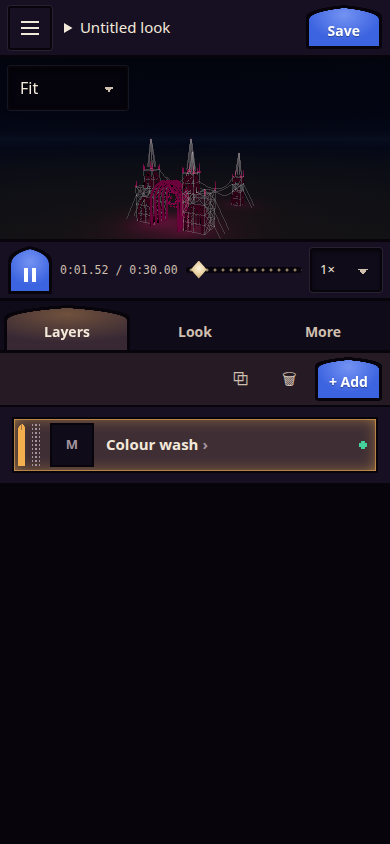 Untitled look
Save
Fit
0:01.52 / 0:30.00
1×
Layers
Look
More
+ Add
M
Colour wash ›